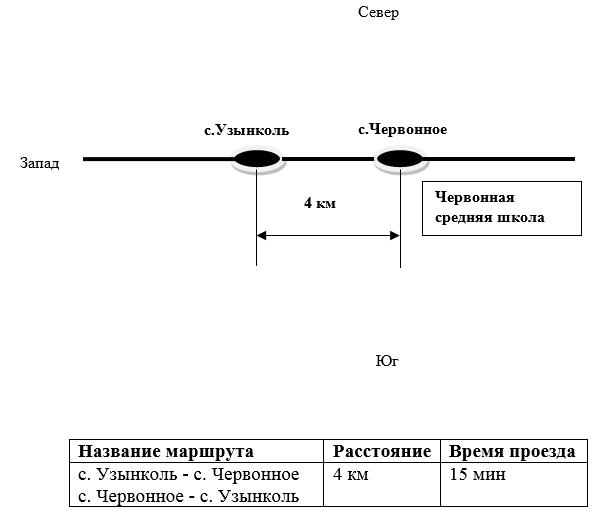 Север
с.Узынколь
с.Червонное
Запад
4 км
Червонная
средняя школа
Юг
Название маршрута Расстояние Время проезда
с. Узынколь - с. Червонное 4 км 15 мин
с. Червонное - с. Узынколь